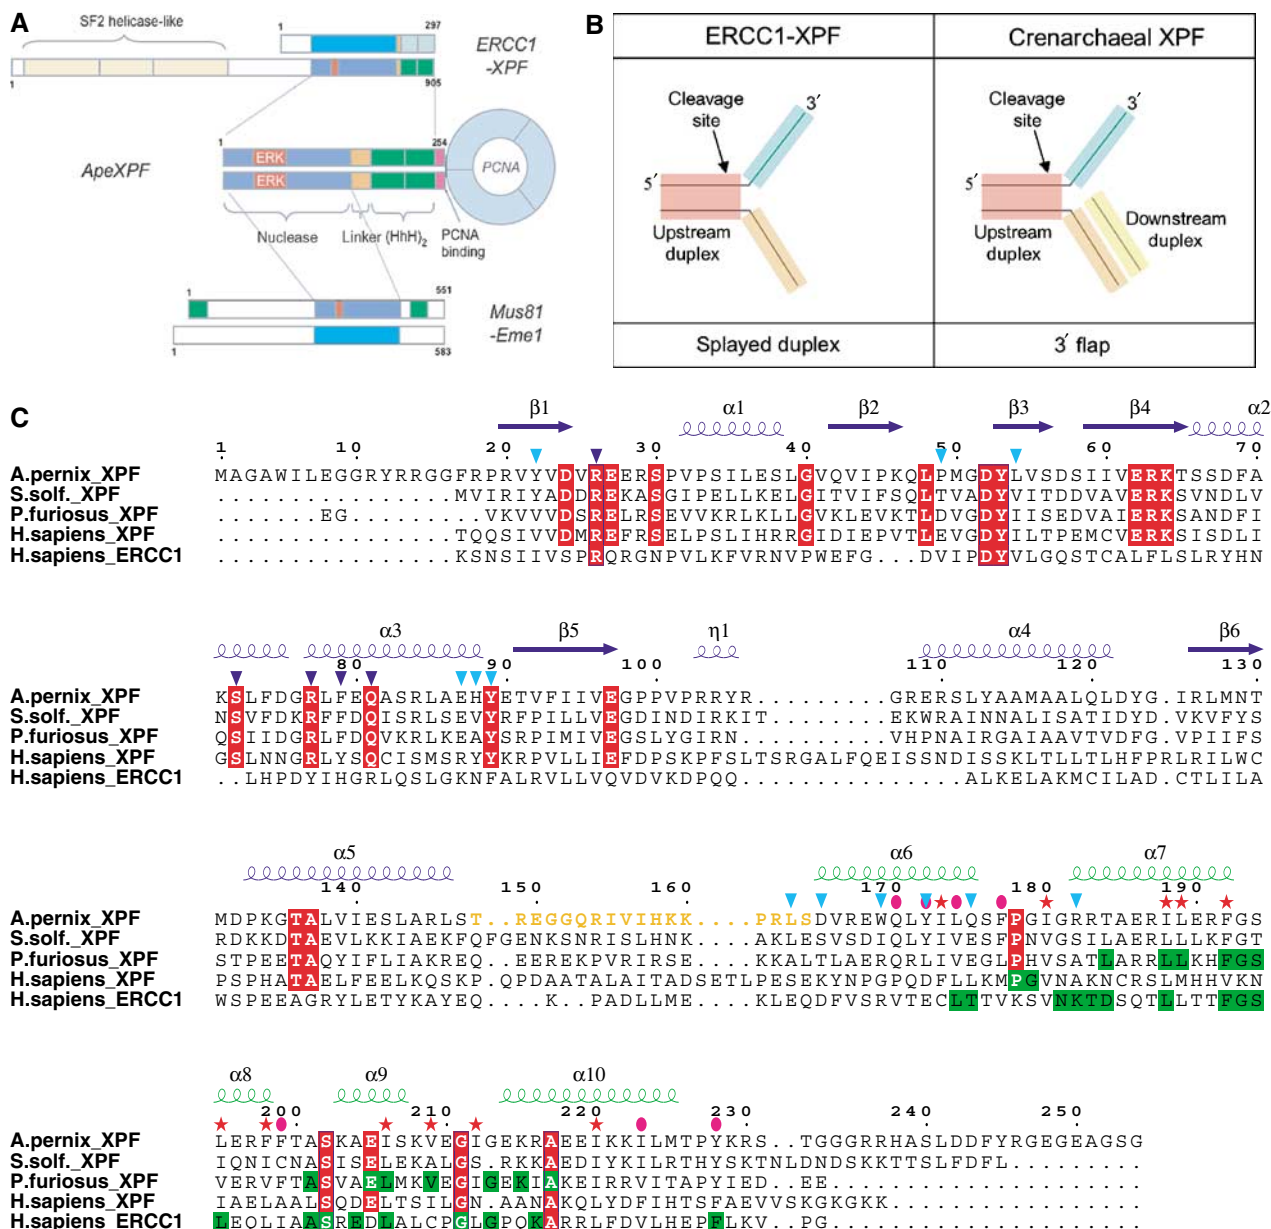 A
SF2 helicase-like
1
297
ERCC1
-XPF
1
905
1
254
ERK
ERK
ApeXPF
PCNA
Nuclease
Linker
(HhH)2
PCNA
binding
1
551
Mus81
-Eme1
1
583
B
ERCC1-XPF
Crenarchaeal XPF
Cleavage
site
3′
5′
Upstream
duplex
Cleavage
site
3′
5′
Upstream
duplex
Downstream
duplex
Splayed duplex
3′ flap
C
β1 α1 β2 β3 β4 α2
1 10 20 30 40 50 60 70
A.pernix_XPF MAGAWILEGGRYRRGGFRPRVYVDVREERSPVPSILESLGVQVIPKQLPMGDYLVSDSIIVERKTSSDFA
S.solf._XPF ................MVIRIYADDREKASGIPELLKELGITVIFSQLTVADYVITDDVAVERKSVNDLV
P.furiosus_XPF .......EG.........VKVVVDSRELRSEVVKRLKLLGVKLEVKTLDVGDYIISEDVAIERKSANDFI
H.sapiens_XPF ................TQQSIVVDMREFRSELPSLIHRRGIDIEPVTLEVGDYILTPEMCVERKSISDLI
H.sapiens_ERCC1 ................KSNSIIVSPRQRGNPVLKFVRNVPWEFG...DVIPDYVLGQSTCALFLSLRYHN
α3 β5 η1 α4 β6
80 90 100 110 120 130
A.pernix_XPF KSLFDGRLFEQASRLAEHYETVFIIVEGPPVPRRYR.........GRERSLYAAMAALQLDYG.IRLMNT
S.solf._XPF NSVFDKRFFDQISRLSEVYRFPILLVEGDINDIRKIT........EKWRAINNALISATIDYD.VKVFYS
P.furiosus_XPF QSIIDGRLFDQVKRLKEAYSRPIMIVEGSLYGIRN..........VHPNAIRGAIAAVTVDFG.VPIIFS
H.sapiens_XPF GSLNNGRLYSQCISMSRYYKRPVLLIEFDPSKPFSLTSRGALFQEISSNDISSKLTLLTLHFPRLRILWC
H.sapiens_ERCC1 ..LHPDYIHGRLQSLGKNFALRVLLVQVDVKDPQQ...............ALKELAKMCILAD.CTLILA
α5 α6 α7
140 150 160 170 180 190
A.pernix_XPF MDPKGTALVIESLARLST..REGGQRIVIHKK....PRLSDVREWQLYILQSFPGIGRRTAERILERFGS
S.solf._XPF RDKKDTAEVLKKIAEKFQFGENKSNRISLHNK....AKLESVSDIQLYIVESFPNVGSILAERLLLKFGT
P.furiosus_XPF STPEETAQYIFLIAKREQ..EEREKPVRIRSEK...KKALTLAERQRLIVEGLPHVSATLARRLLKHFGS
H.sapiens_XPF PSPHATAELFEELKQSKP.QPDAATALAITADSETLPESEKYNPGPQDFLLKMPGVNAKNCRSLMHHVKN
H.sapiens_ERCC1 WSPEEAGRYLETYKAYEQ....K..PADLLME....KLEQDFVSRVTECLTTVKSVNKTDSQTLLTTFGS
α8 α9 α10
200 210 220 230 240 250
A.pernix_XPF LERFFTASKAEISKVEGIGEKRAEEIKKILMTPYKRS..TGGGRRHASLDDFYRGEGEAGSG
S.solf._XPF IQNICNASISELEKALGS.RKKAEDIYKILRTHYSKTNLDNDSKKTTSLFDFL.........
P.furiosus_XPF VERVFTASVAELMKVEGIGEKIAKEIRRVITAPYIED..EE.....................
H.sapiens_XPF IAELAALSQDELTSILGN.AANAKQLYDFIHTSFAEVVSKGKGKK.................
H.sapiens_ERCC1 LEQLIAASREDLALCPGLGPQKARRLFDVLHEPFLKV..PG.....................